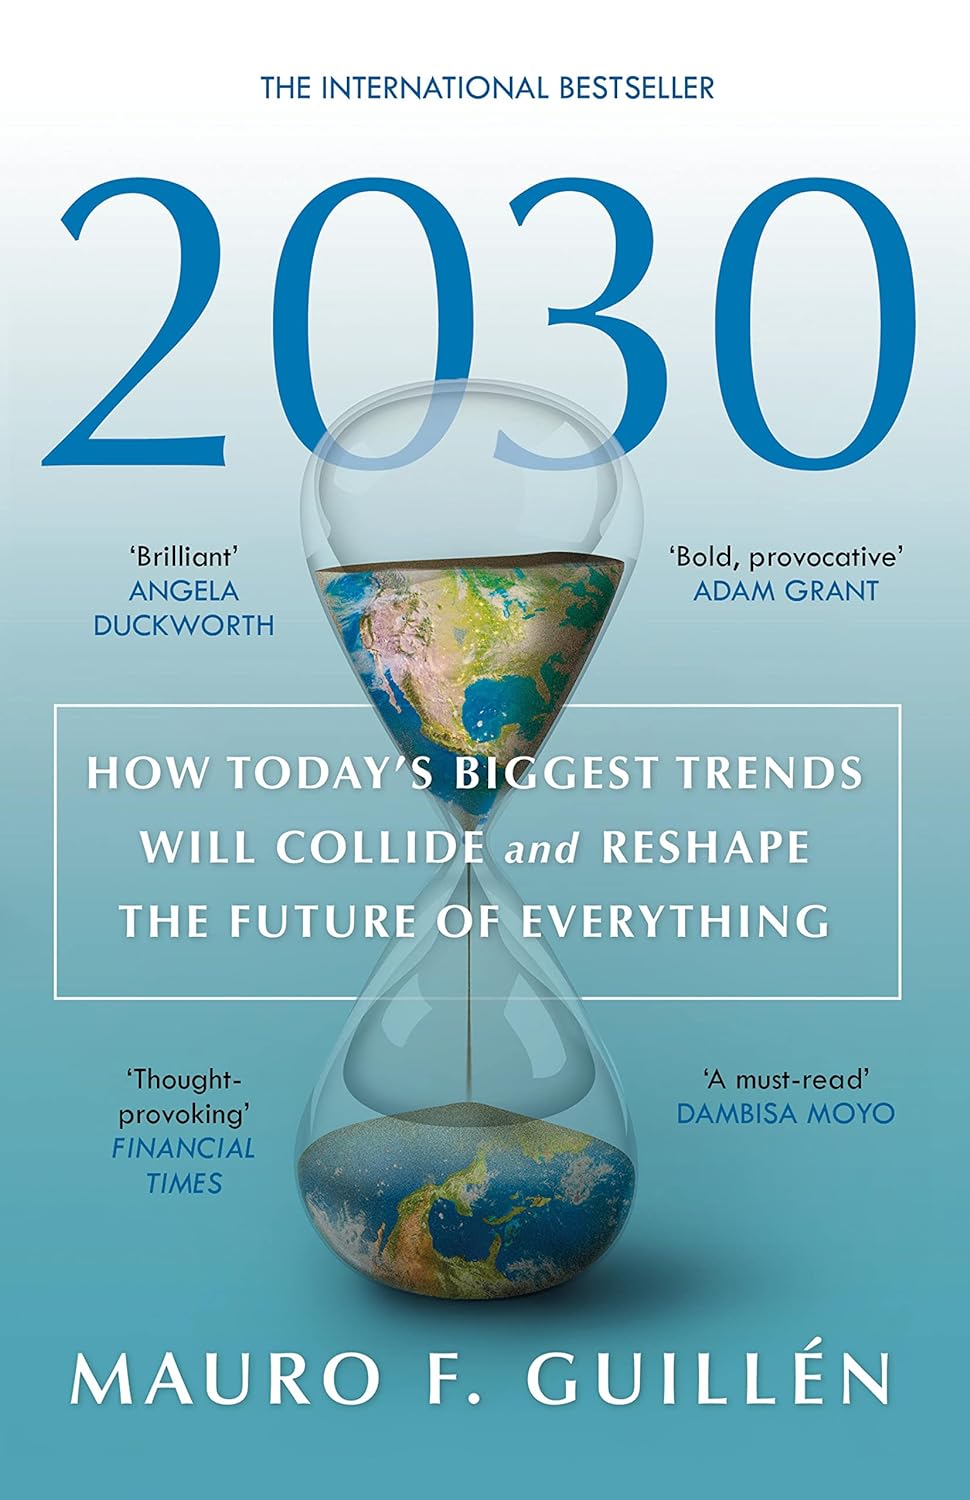 THE INTERNATIONAL BESTSELLER
2030
‘Brilliant’
ANGELA
DUCKWORTH
‘Bold, provocative’
ADAM GRANT
HOW TODAY’S BIGGEST TRENDS
WILL COLLIDE and RESHAPE
THE FUTURE OF EVERYTHING
‘Thought-
provoking’
FINANCIAL
TIMES
‘A must-read’
DAMBISA MOYO
MAURO F. GUILLÉN